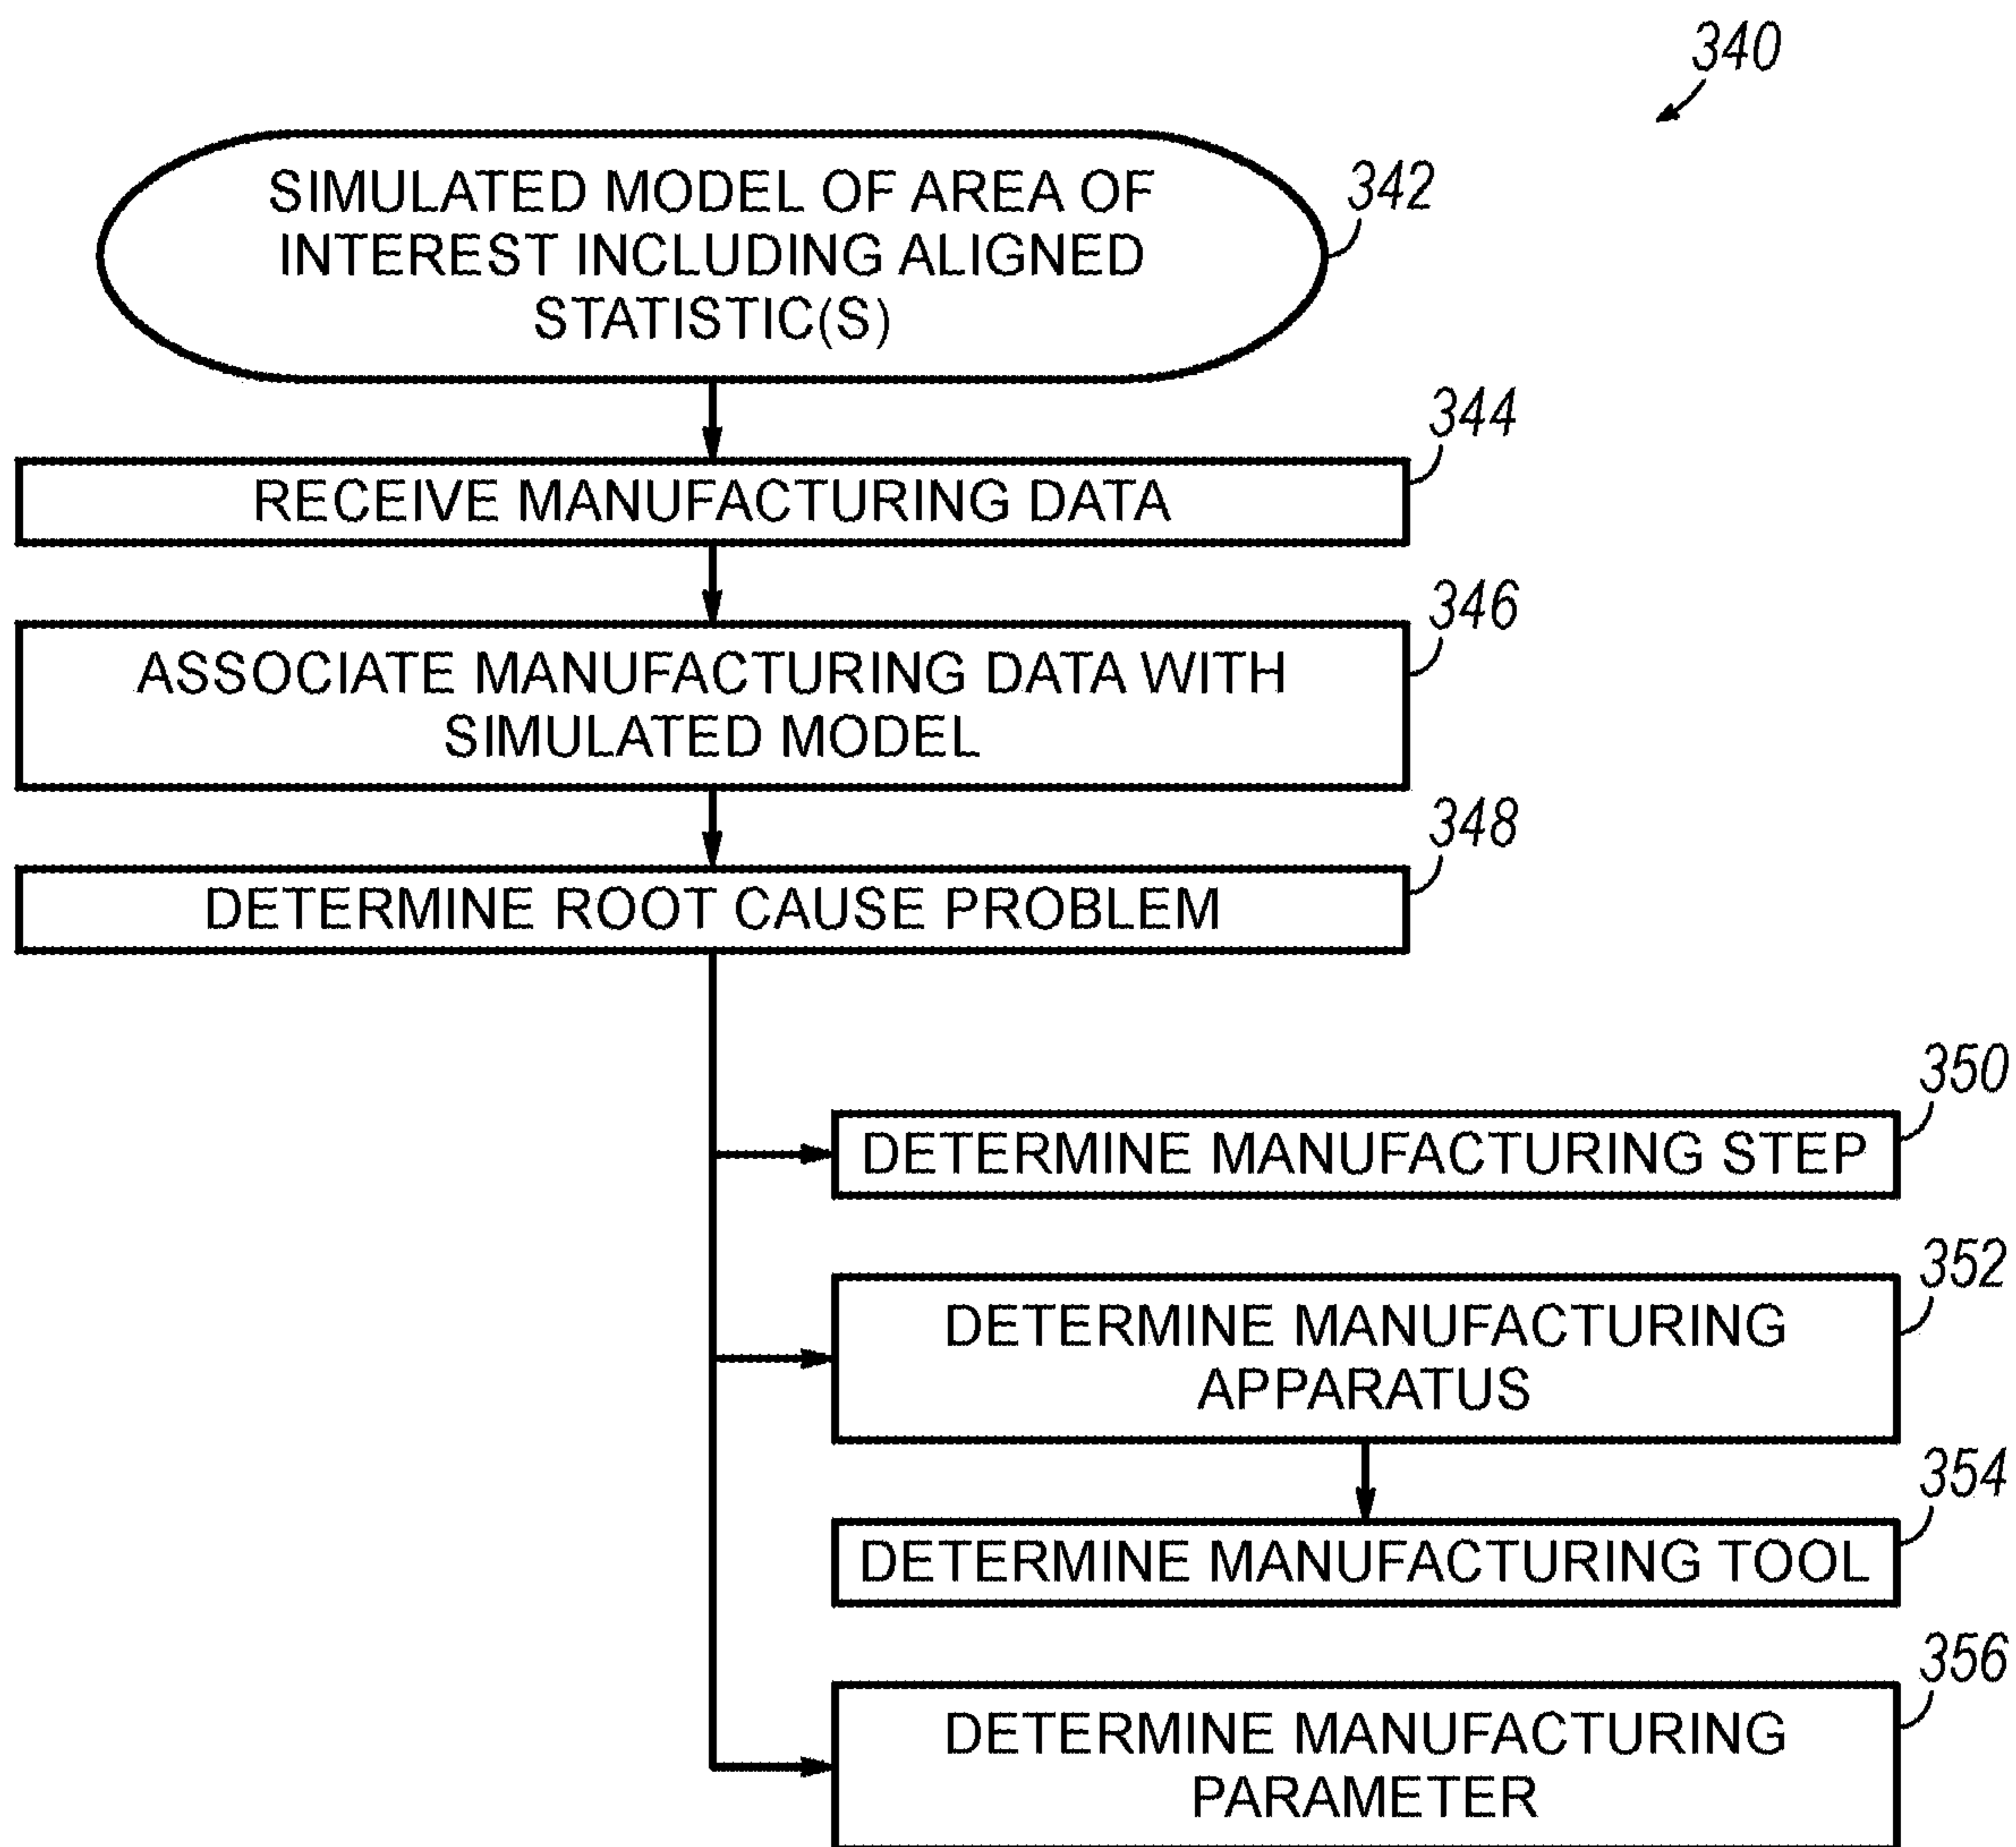 340
SIMULATED MODEL OF AREA OF
INTEREST INCLUDING ALIGNED
STATISTIC(S)
342
344
RECEIVE MANUFACTURING DATA
346
ASSOCIATE MANUFACTURING DATA WITH
SIMULATED MODEL
348
DETERMINE ROOT CAUSE PROBLEM
350
DETERMINE MANUFACTURING STEP
352
DETERMINE MANUFACTURING
APPARATUS
354
DETERMINE MANUFACTURING TOOL
356
DETERMINE MANUFACTURING
PARAMETER